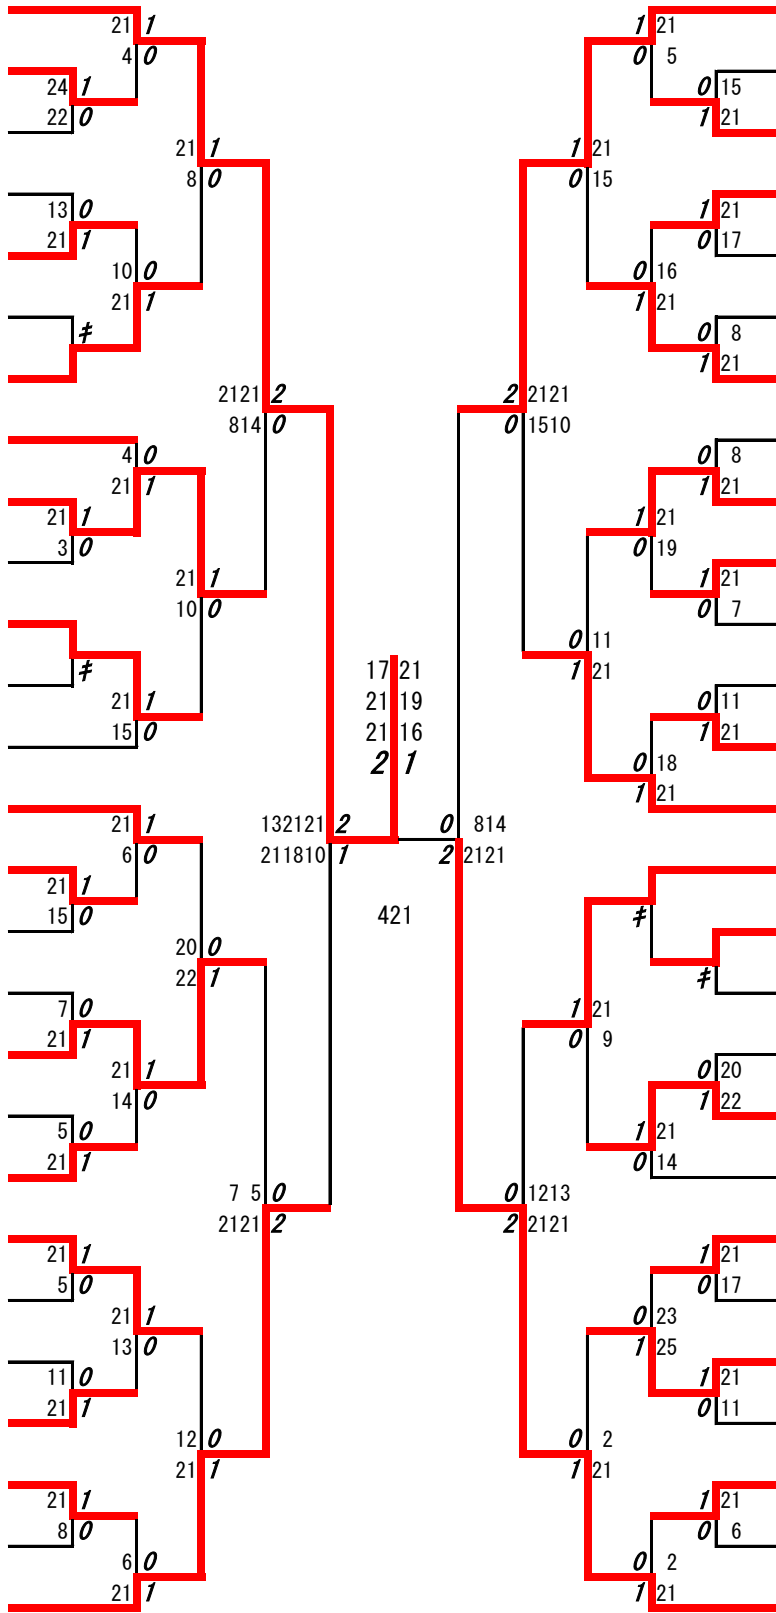 21 1 1 21
4 0 0 5
24 1 0 15
22 0 1 21
21 1 1 21
8 0 0 15
13 0 1 21
21 1 0 17
10 0 0 16
21 1 1 21
≠ 0 8
1 21
2121 2 2 2121
814 0 0 1510
4 0 0 8
21 1 1 21
21 1 1 21
3 0 0 19
21 1 1 21
10 0 0 7
0 11
≠ 17 21 1 21
21 1 21 19 0 11
15 0 21 16 1 21
2 1 0 18
1 21
21 1 132121 2 0 814
6 0 211810 1 2 2121
21 1
15 0 421 ≠
20 0 ≠
22 1
7 0 1 21
21 1 0 9
21 1 0 20
14 0 1 22
5 0 1 21
21 1 0 14
7 5 0 0 1213
2121 2 2 2121
21 1 1 21
5 0 0 17
21 1 0 23
13 0 1 25
11 0 1 21
21 1 0 11
12 0 0 2
21 1 1 21
21 1 1 21
8 0 0 6
6 0 0 2
21 1 1 21